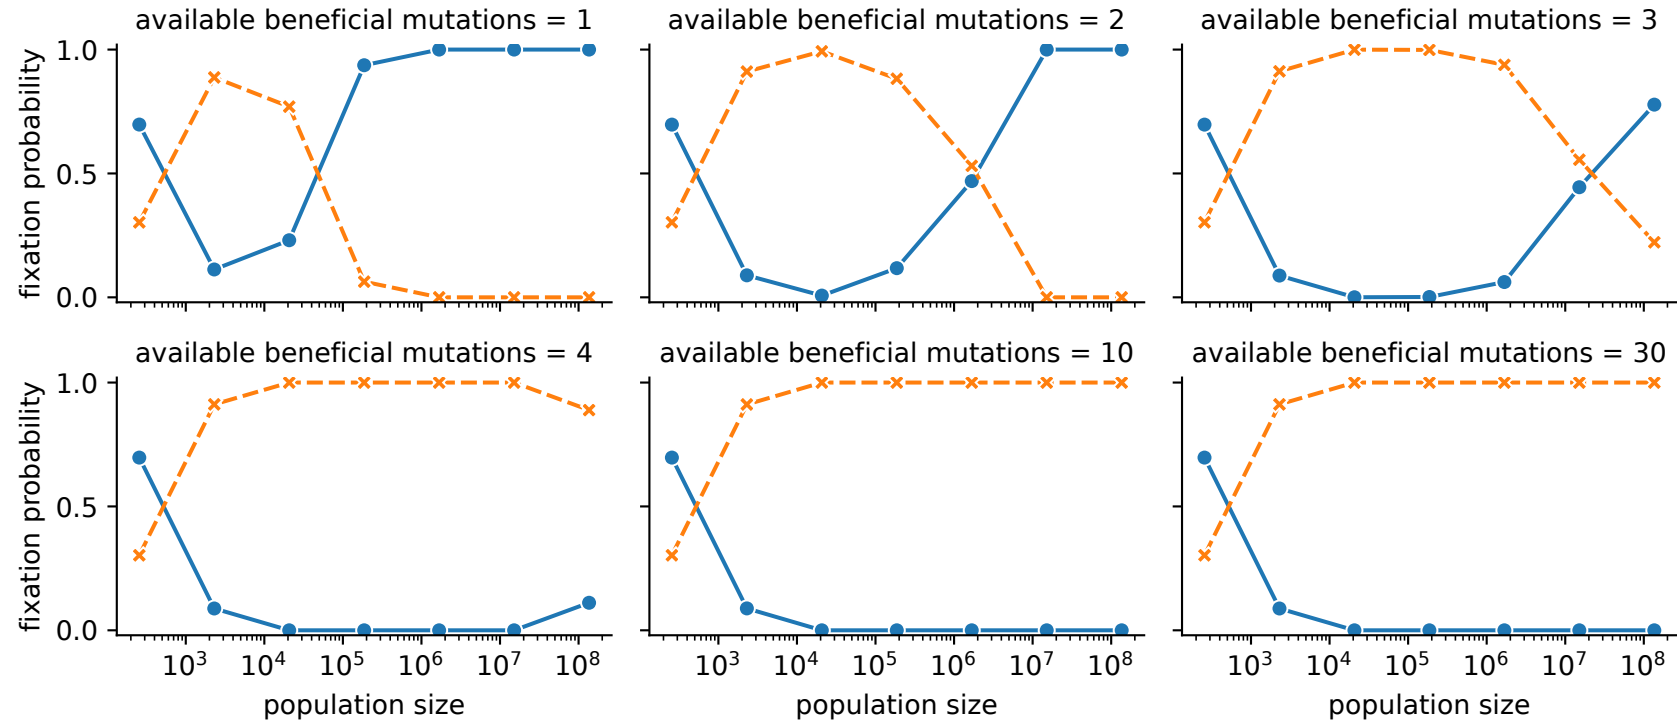 available beneficial mutations = 1
available beneficial mutations = 2
available beneficial mutations = 3
fixation probability
1.0
0.5
0.0
available beneficial mutations = 4
available beneficial mutations = 10
available beneficial mutations = 30
fixation probability
1.0
0.5
0.0
10³ 10⁴ 10⁵ 10⁶ 10⁷ 10⁸
10³ 10⁴ 10⁵ 10⁶ 10⁷ 10⁸
10³ 10⁴ 10⁵ 10⁶ 10⁷ 10⁸
population size
population size
population size